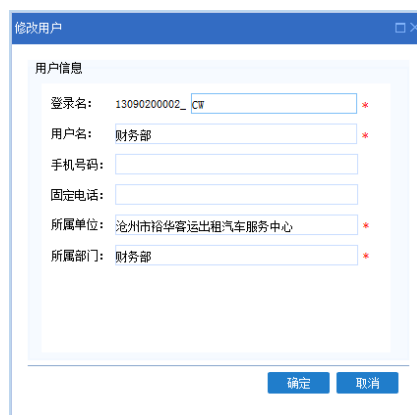 修改用户
用户信息
登录名: 13090200002_ CW *
用户名: 财务部 *
手机号码:
固定电话:
所属单位: 沧州市裕华客运出租汽车服务中心 *
所属部门: 财务部 *
确定 取消